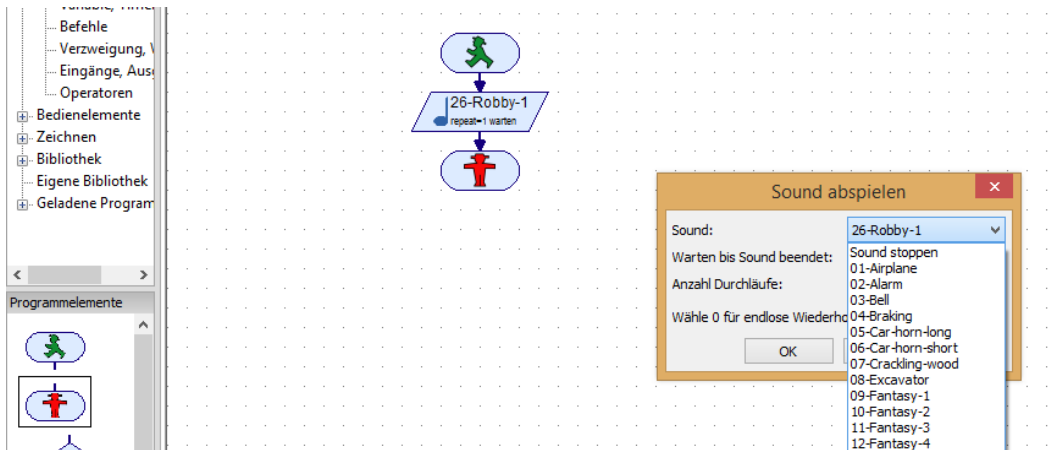 Befehle
Verzweigung, W
Eingänge, Ausg
Operatoren
Bedienelemente
Zeichnen
Bibliothek
Eigene Bibliothek
Geladene Program
Programmelemente
26-Robby-1
repeat=1 warten
Sound abspielen
Sound:
26-Robby-1
Warten bis Sound beendet:
Anzahl Durchläufe:
Wähle 0 für endlose Wiederho
OK
Sound stoppen
01-Airplane
02-Alarm
03-Bell
04-Braking
05-Car-horn-long
06-Car-horn-short
07-Crackling-wood
08-Excavator
09-Fantasy-1
10-Fantasy-2
11-Fantasy-3
12-Fantasy-4